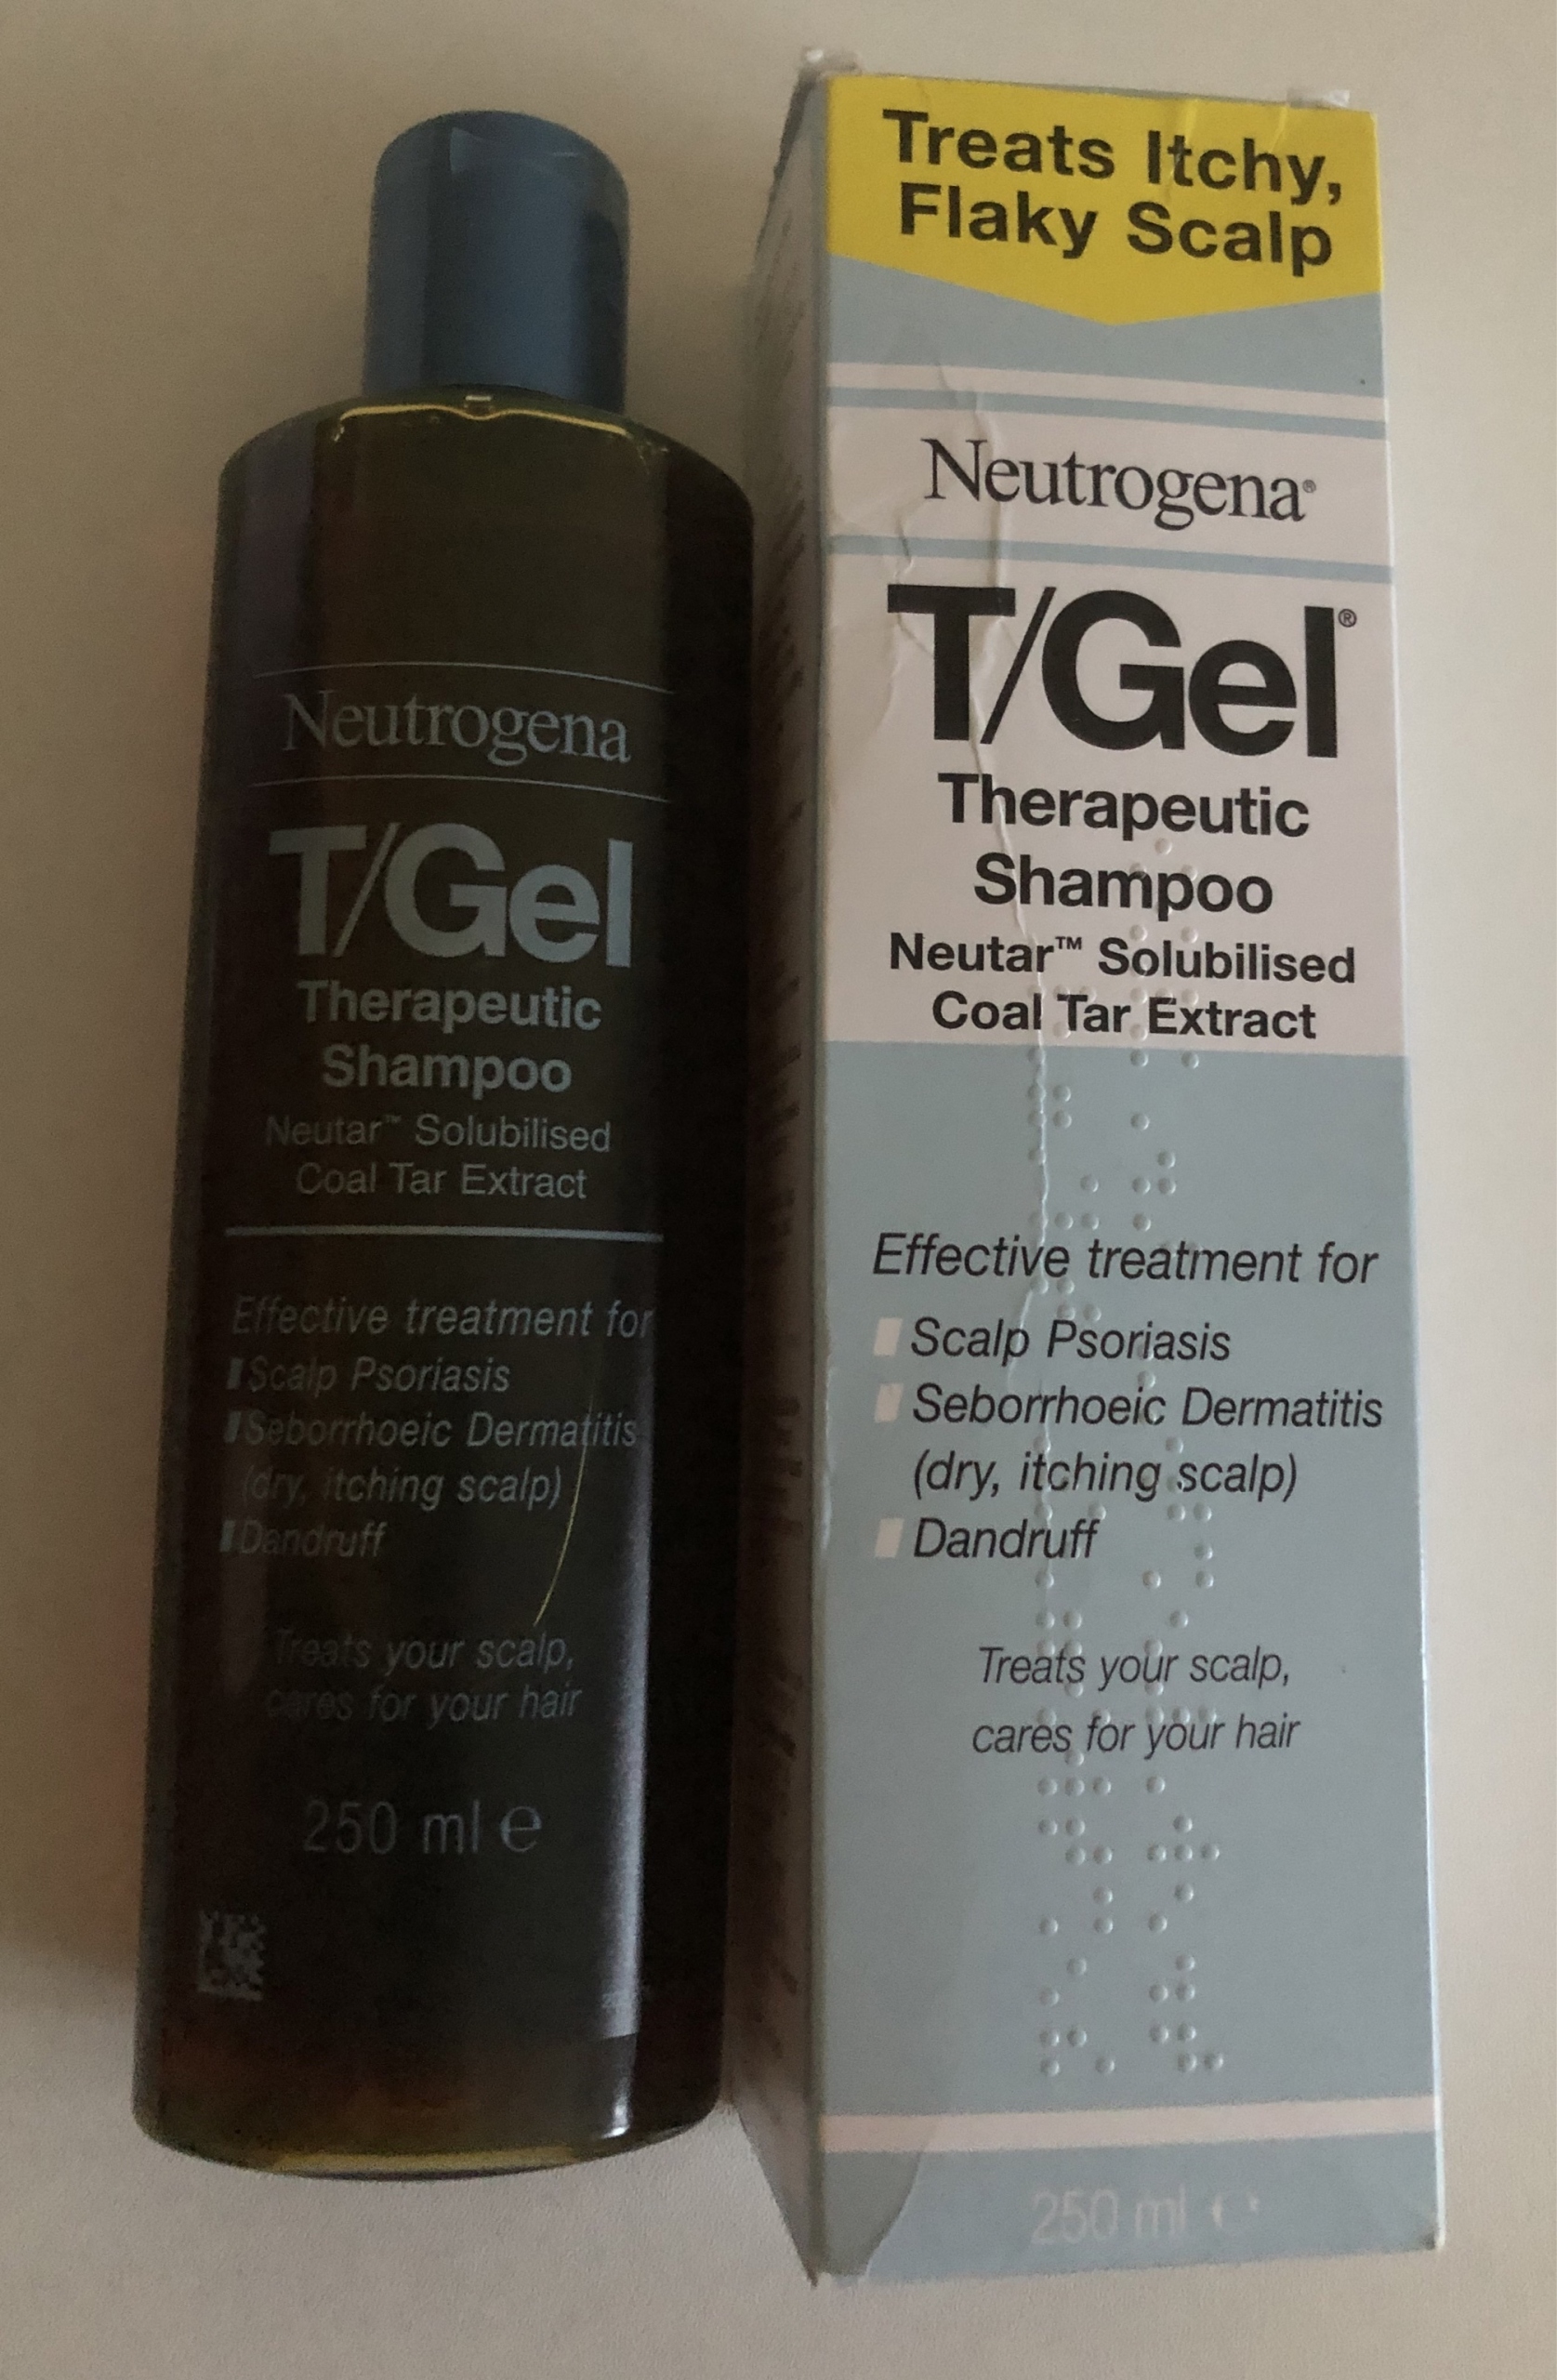 Neutrogena
T/Gel
Therapeutic
Shampoo
Neutar™ Solubilised
Coal Tar Extract
Effective treatment for
Scalp Psoriasis
Seborrhoeic Dermatitis
(dry, itching scalp)
Dandruff
Treats your scalp,
cares for your hair
250 ml e
Treats Itchy,
Flaky Scalp
Neutrogena®
T/Gel®
Therapeutic
Shampoo
Neutar™ Solubilised
Coal Tar Extract
Effective treatment for
Scalp Psoriasis
Seborrhoeic Dermatitis
(dry, itching scalp)
Dandruff
Treats your scalp,
cares for your hair
250 ml e